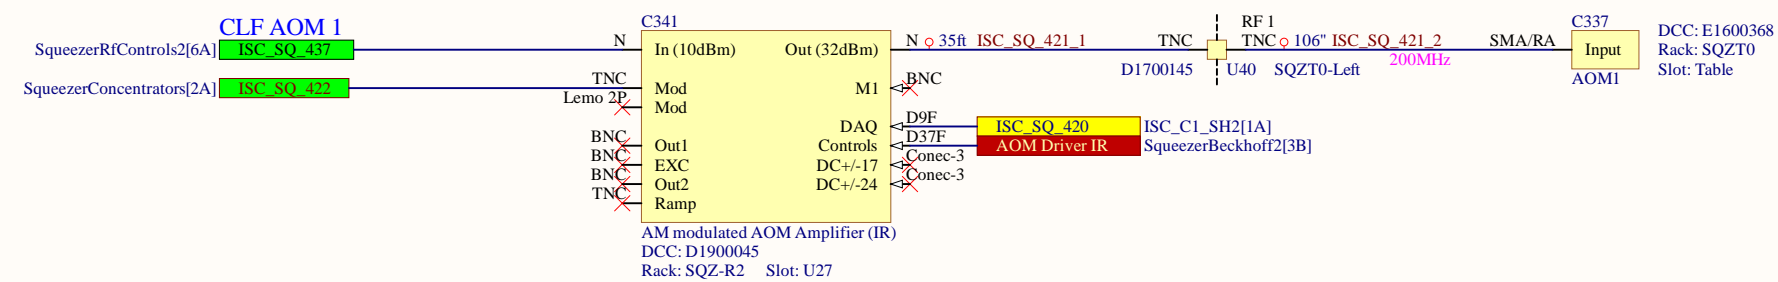 CLF AOM 1
SqueezerRfControls2[6A] ISC_SQ_437
SqueezerConcentrators[2A] ISC_SQ_422
C341
N In (10dBm) Out (32dBm) N 35ft ISC_SQ_421_1 TNC
TNC Mod M1 BNC
Lemo 2P Mod
DAQ D9F ISC_SQ_420 ISC_C1_SH2[1A]
BNC Out1 Controls D37F AOM Driver IR SqueezerBeckhoff2[3B]
BNC EXC DC+/-17 Conec-3
BNC Out2 DC+/-24 Conec-3
TNC Ramp
AM modulated AOM Amplifier (IR)
DCC: D1900045
Rack: SQZ-R2 Slot: U27
RF 1
TNC 106" ISC_SQ_421_2 SMA/RA
200MHz
D1700145 U40 SQZT0-Left
C337
Input
AOM1
DCC: E1600368
Rack: SQZT0
Slot: Table